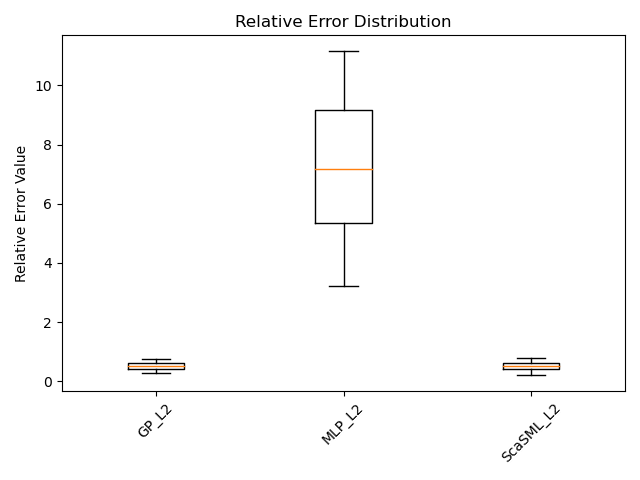 Relative Error Distribution
Relative Error Value
10
8
6
4
2
0
GP_L2
MLP_L2
ScaSML_L2